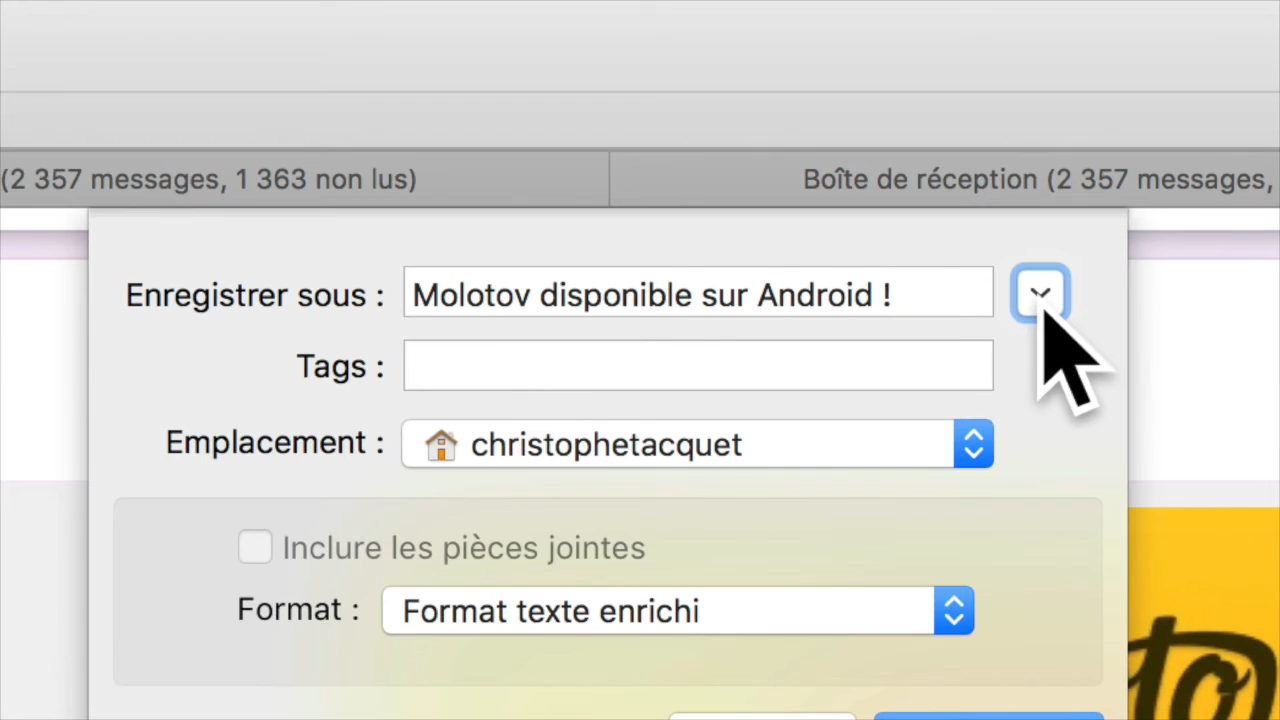 (2 357 messages, 1 363 non lus)
Boîte de réception (2 357 messages,
Enregistrer sous : Molotov disponible sur Android !
Tags :
Emplacement : christophetacquet
Inclure les pièces jointes
Format : Format texte enrichi
to